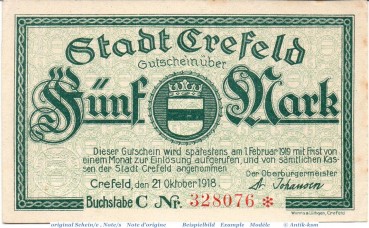 Stadt Crefeld
Gutschein über
Fünf Mark
Dieser Gutschein wird spätestens am 1. Februar 1919 mit Frist von
einem Monat zur Einlösung aufgerufen, und von sämtlichen Kas-
sen der Stadt Crefeld angenommen
Der Oberbürgermeister
Crefeld, den 21 Oktober 1918
Buchstabe C Nr. 328076 *
original Schein/e . Note/s Note d'origine Beispielbild Example Modèle © Antik-kom